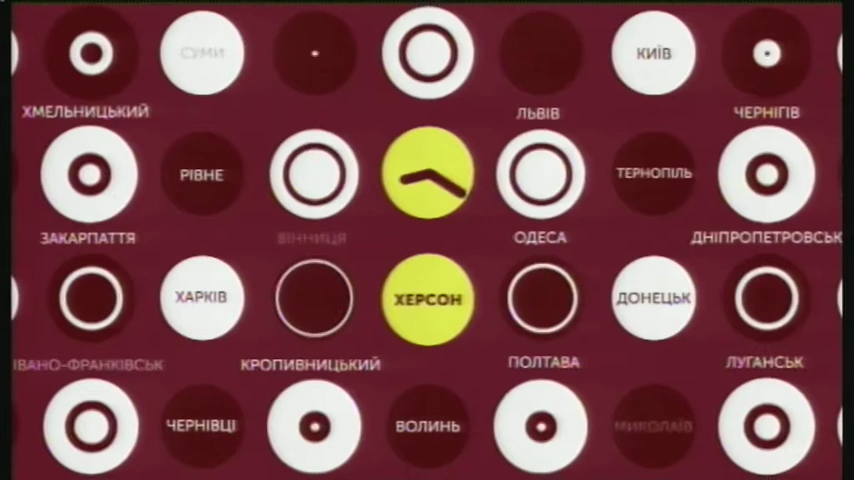 СУМИ
КИЇВ
ХМЕЛЬНИЦЬКИЙ
ЛЬВІВ
ЧЕРНІГІВ
РІВНЕ
ТЕРНОПІЛЬ
ЗАКАРПАТТЯ
ВІННИЦЯ
ОДЕСА
ДНІПРОПЕТРОВСЬК
ХАРКІВ
ХЕРСОН
ДОНЕЦЬК
ІВАНО-ФРАНКІВСЬК
КРОПИВНИЦЬКИЙ
ПОЛТАВА
ЛУГАНСЬК
ЧЕРНІВЦІ
ВОЛИНЬ
МИКОЛАЇВ